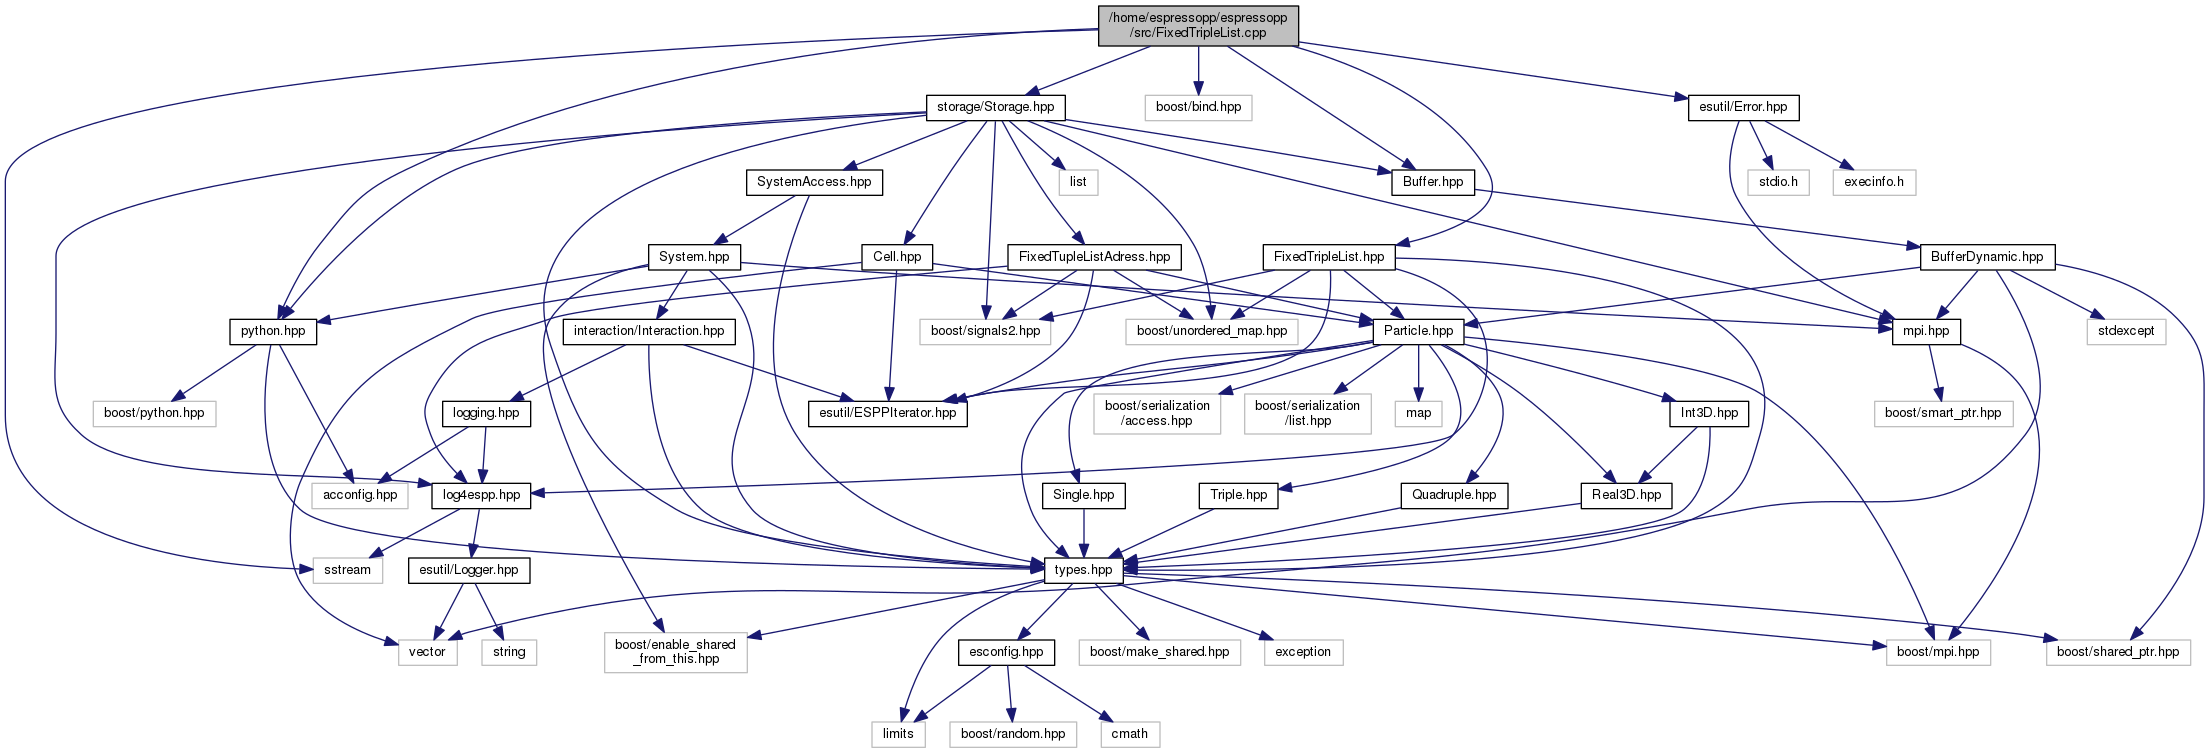 /home/espressopp/espressopp
/src/FixedTripleList.cpp
storage/Storage.hpp
boost/bind.hpp
esutil/Error.hpp
SystemAccess.hpp
list
Buffer.hpp
stdio.h
execinfo.h
System.hpp
Cell.hpp
FixedTupleListAdress.hpp
FixedTripleList.hpp
BufferDynamic.hpp
python.hpp
interaction/Interaction.hpp
boost/signals2.hpp
boost/unordered_map.hpp
Particle.hpp
mpi.hpp
stdexcept
boost/python.hpp
logging.hpp
esutil/ESPPIterator.hpp
boost/serialization
/access.hpp
boost/serialization
/list.hpp
map
Int3D.hpp
boost/smart_ptr.hpp
acconfig.hpp
log4espp.hpp
Single.hpp
Triple.hpp
Quadruple.hpp
Real3D.hpp
sstream
esutil/Logger.hpp
types.hpp
vector
string
boost/enable_shared
_from_this.hpp
esconfig.hpp
boost/make_shared.hpp
exception
boost/mpi.hpp
boost/shared_ptr.hpp
limits
boost/random.hpp
cmath